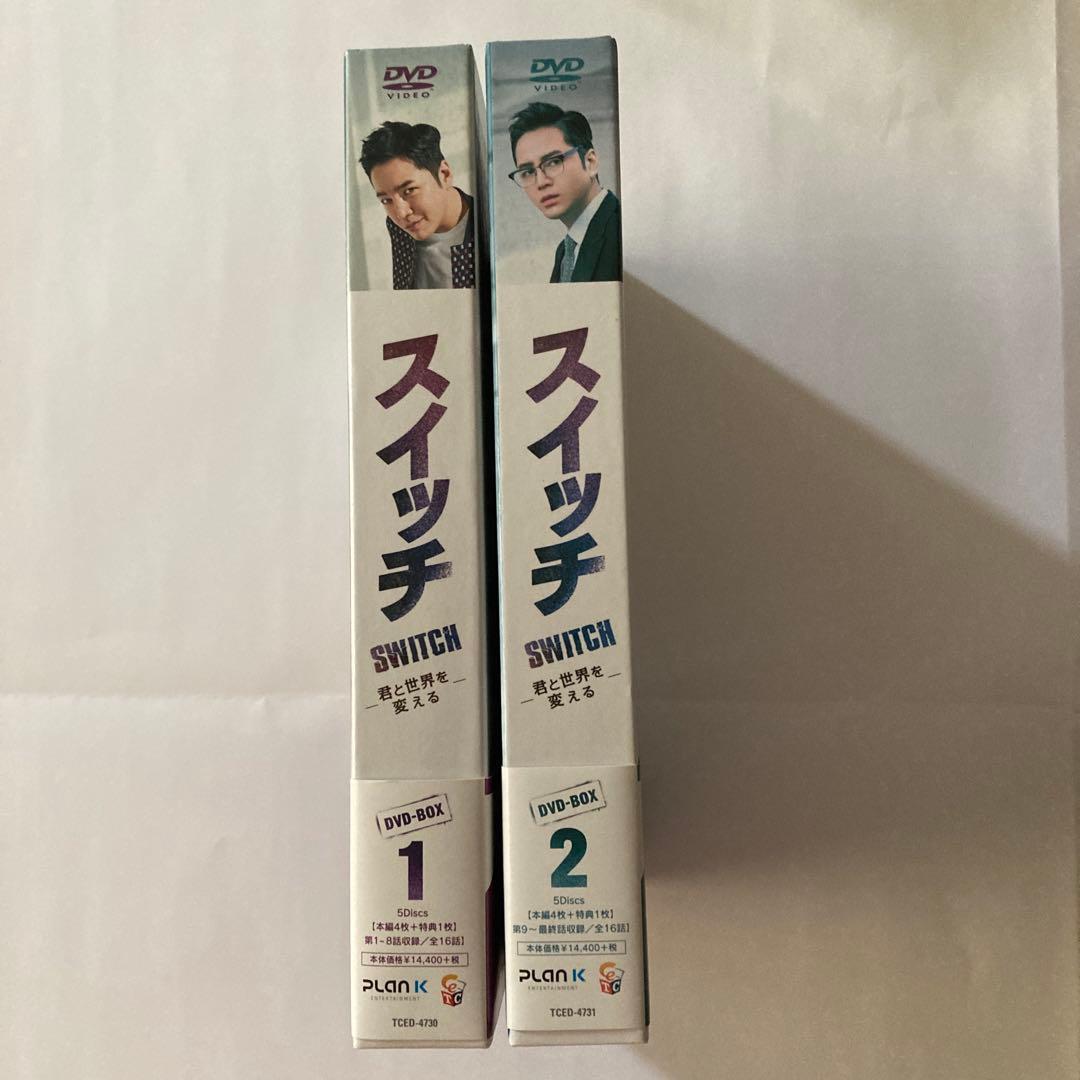 DVD
VIDEO
スイッチ
SWITCH
君と世界を
変える
DVD-BOX
1
5Discs
【本編4枚+特典1枚】
第1~8話収録/全16話】
本体価格¥14,400+税
PLAN K
ENTERTAINMENT
CeTC
TCED-4730
DVD
VIDEO
スイッチ
SWITCH
君と世界を
変える
DVD-BOX
2
5Discs
【本編4枚+特典1枚】
第9~最終話収録/全16話】
本体価格¥14,400+税
PLAN K
ENTERTAINMENT
CeTC
TCED-4731